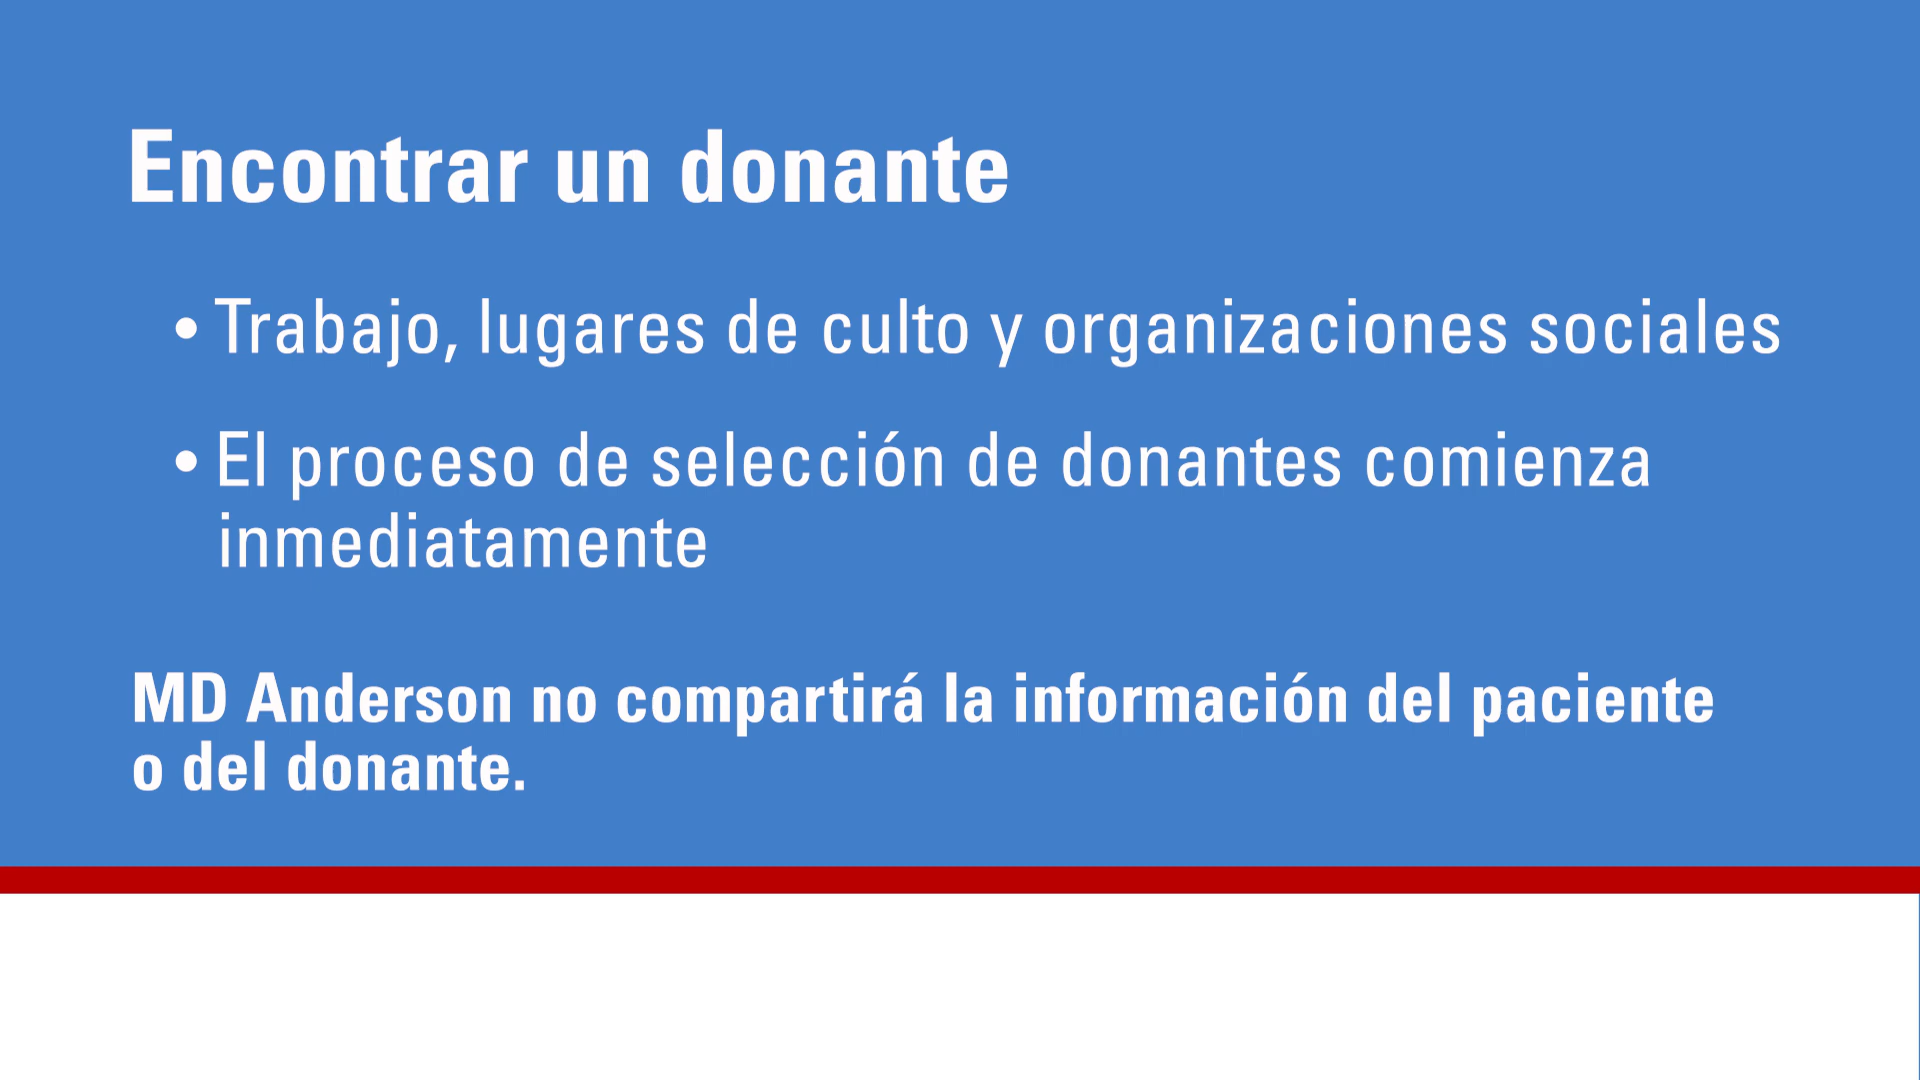 Encontrar un donante
• Trabajo, lugares de culto y organizaciones sociales
• El proceso de selección de donantes comienza
inmediatamente
MD Anderson no compartirá la información del paciente
o del donante.